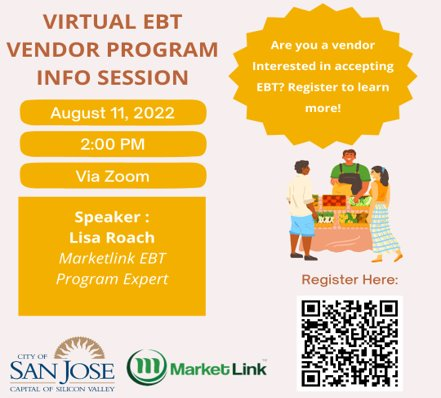 VIRTUAL EBT
VENDOR PROGRAM
INFO SESSION
August 11, 2022
2:00 PM
Via Zoom
Speaker :
Lisa Roach
Marketlink EBT
Program Expert
Are you a vendor
Interested in accepting
EBT? Register to learn
more!
Register Here:
CITY OF
SAN JOSE
CAPITAL OF SILICON VALLEY
m MarketLink™